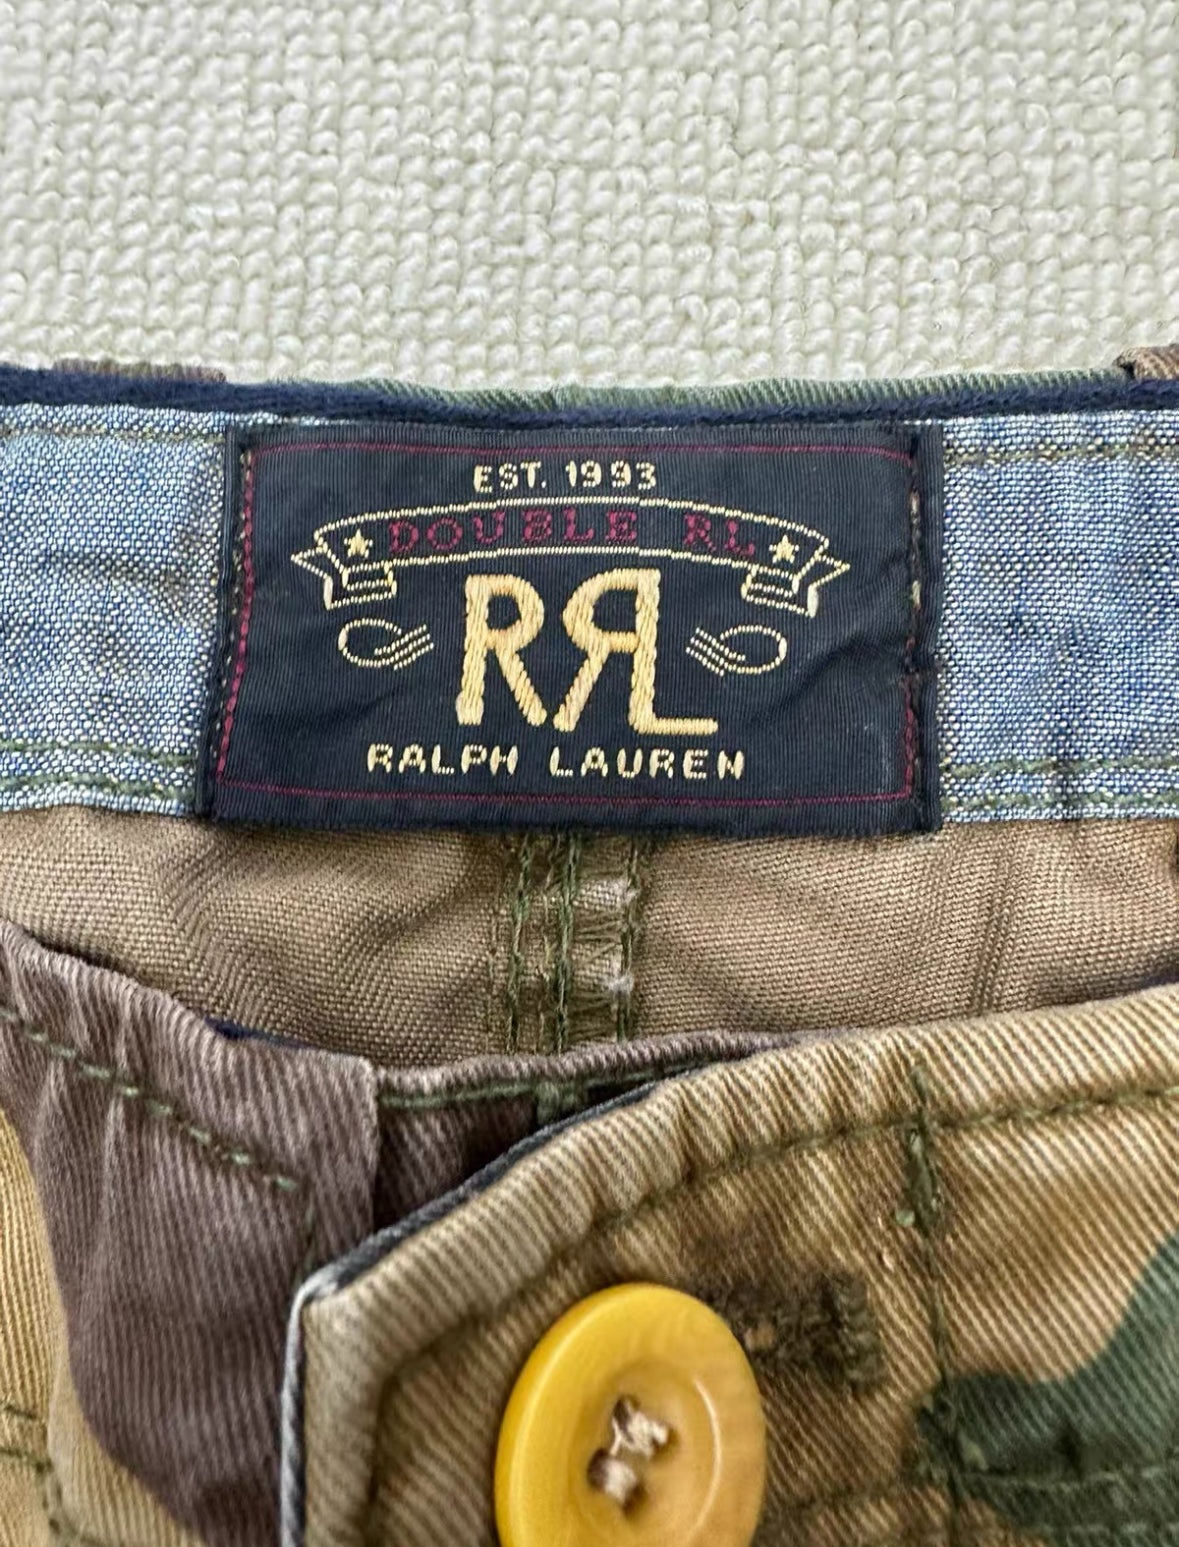 EST. 1993
DOUBLE RL
RRL
RALPH LAUREN